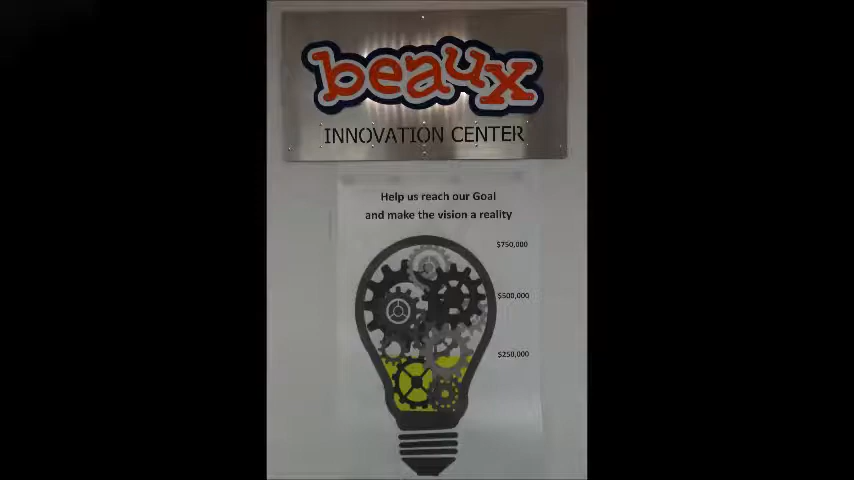 beaux
INNOVATION CENTER
Help us reach our Goal
and make the vision a reality
$750,000
$500,000
$250,000